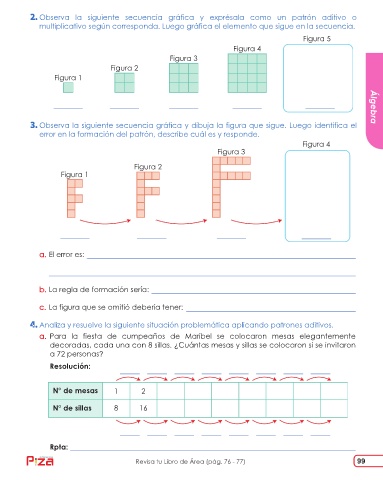 2. Observa la siguiente secuencia gráfica y exprésala como un patrón aditivo o
multiplicativo según corresponda. Luego gráfica el elemento que sigue en la secuencia.
Figura 1
Figura 2
Figura 3
Figura 4
Figura 5
Álgebra
3. Observa la siguiente secuencia gráfica y dibuja la figura que sigue. Luego identifica el
error en la formación del patrón, describe cuál es y responde.
Figura 1
Figura 2
Figura 3
Figura 4
a. El error es:
b. La regla de formación sería:
c. La figura que se omitió debería tener:
4. Analiza y resuelve la siguiente situación problemática aplicando patrones aditivos.
a. Para la fiesta de cumpeaños de Maribel se colocaron mesas elegantemente
decoradas, cada una con 8 sillas. ¿Cuántas mesas y sillas se colocaron si se invitaron
a 72 personas?
Resolución:
N° de mesas 1 2
N° de sillas 8 16
Rpta:
Pza Revisa tu Libro de Área (pág. 76 - 77) 99